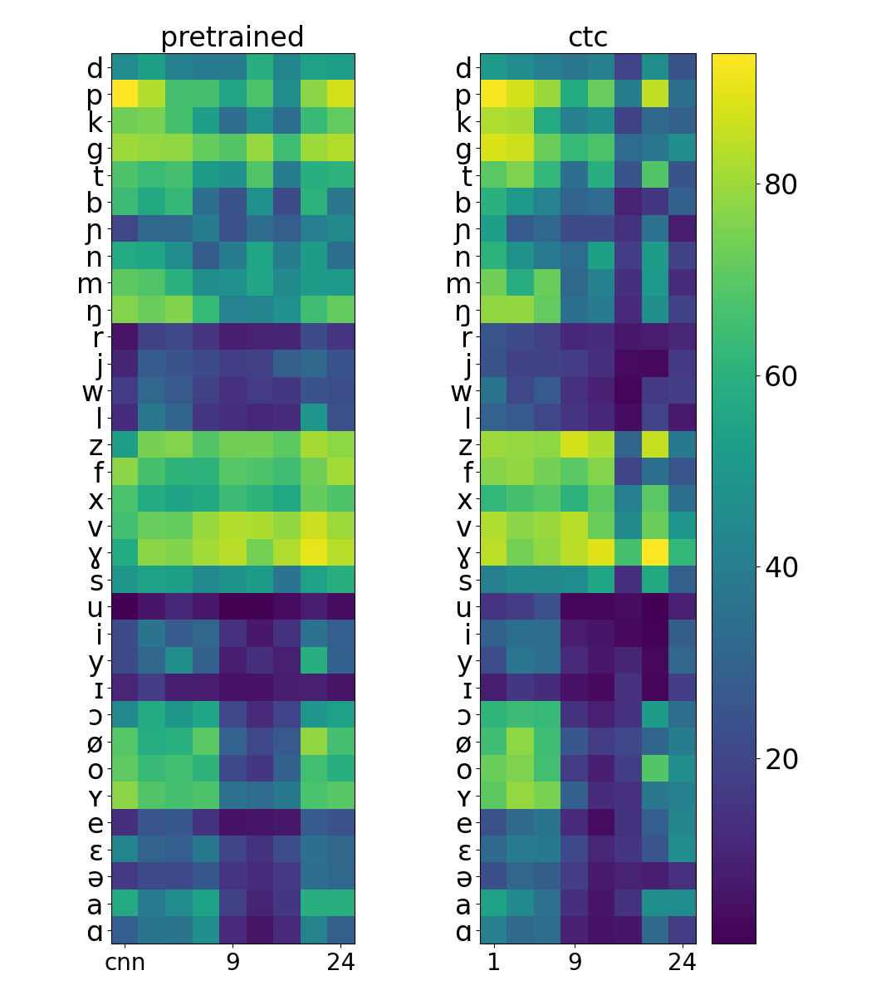 pretrained ctc
d d
p p
k k
g g
t t
b b
ɲ ɲ
n n
m m
ŋ ŋ
r r
j j
w w
l l
z z
f f
x x
v v
ɣ ɣ
s s
u u
i i
y y
ɪ ɪ
ɔ ɔ
ø ø
o o
ʏ ʏ
e e
ɛ ɛ
ə ə
a a
ɑ ɑ
cnn 9 24 1 9 24
80
60
40
20